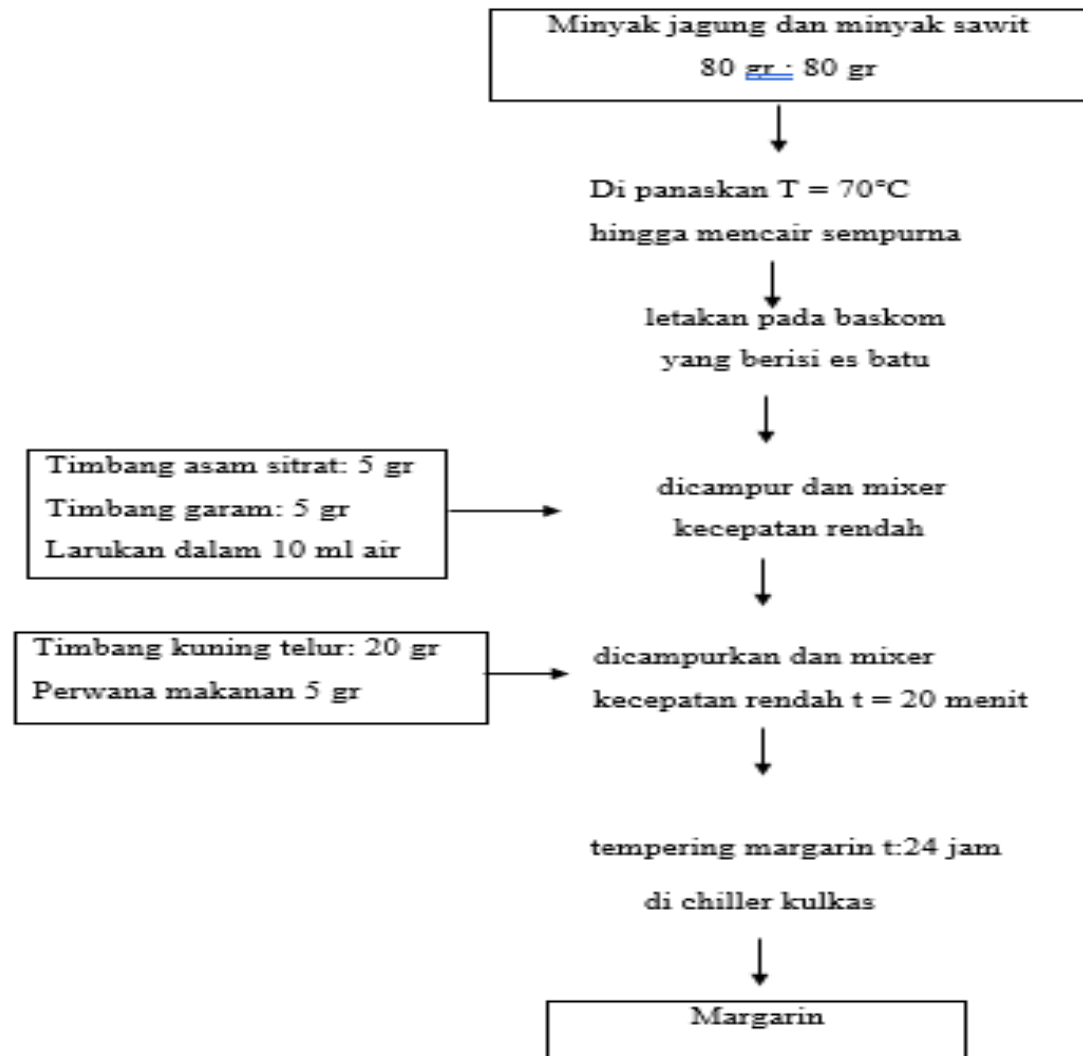 Minyak jagung dan minyak sawit
80 gr : 80 gr
Di panaskan T = 70°C
hingga mencair sempurna
letakan pada baskom
yang berisi es batu
Timbang asam sitrat: 5 gr
Timbang garam: 5 gr
Larukan dalam 10 ml air
dicampur dan mixer
kecepatan rendah
Timbang kuning telur: 20 gr
Perwana makanan 5 gr
dicampurkan dan mixer
kecepatan rendah t = 20 menit
tempering margarin t:24 jam
di chiller kulkas
Margarin